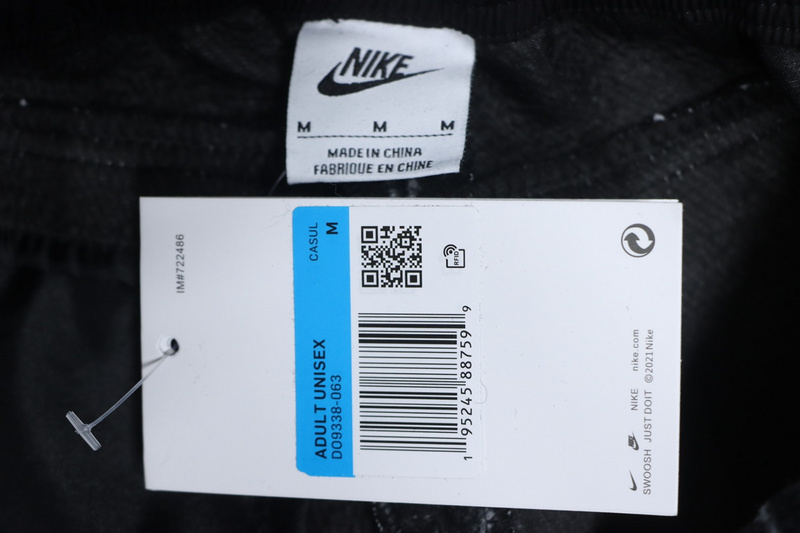 NIKE
M M M
MADE IN CHINA
FABRIQUE EN CHINE
IM#722486
CASUL M
ADULT UNISEX
DO9338-063
RFID
1 95245 88759 9
NIKE nike.com
SWOOSH JUST DO IT ©2021 Nike